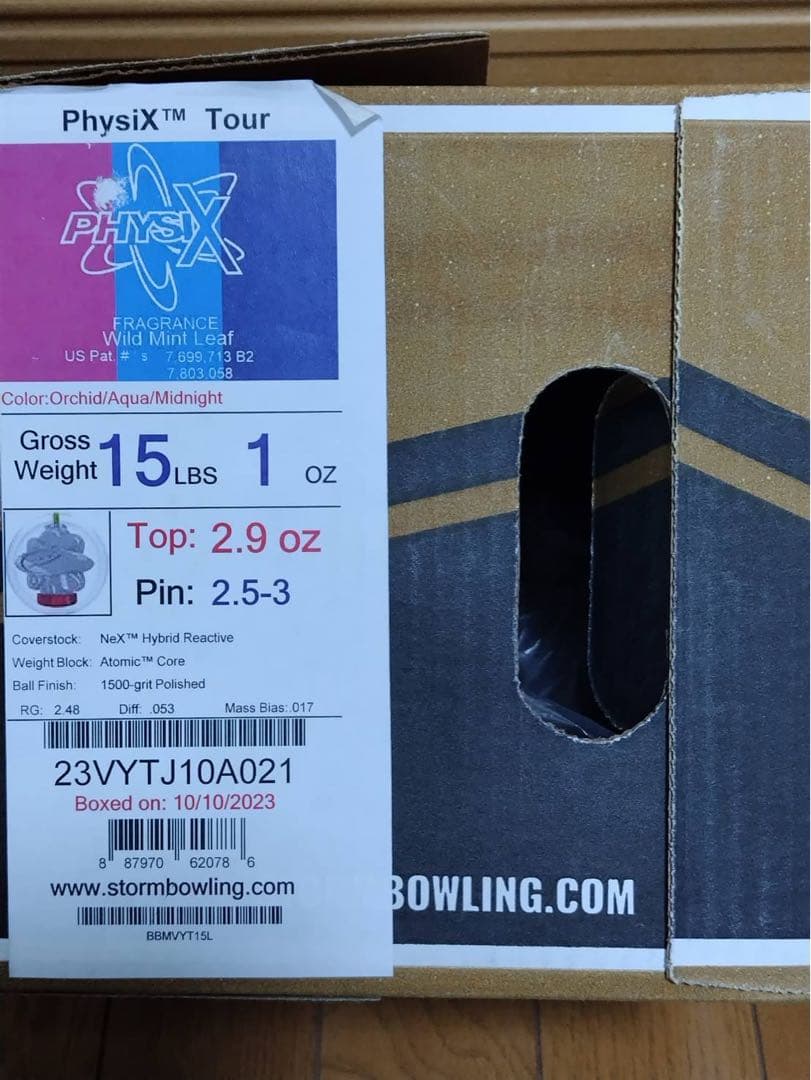 PhysiX™ Tour
PHYSIX
FRAGRANCE
Wild Mint Leaf
US Pat. # s 7,699,713 B2
7,803,058
Color:Orchid/Aqua/Midnight
Gross Weight 15 LBS 1 OZ
Top: 2.9 oz
Pin: 2.5-3
Coverstock: NeX™ Hybrid Reactive
Weight Block: Atomic™ Core
Ball Finish: 1500-grit Polished
RG: 2.48 Diff: .053 Mass Bias:.017
23VYTJ10A021
Boxed on: 10/10/2023
8 87970 62078 6
www.stormbowling.com
BBMVYT15L
BOWLING.COM